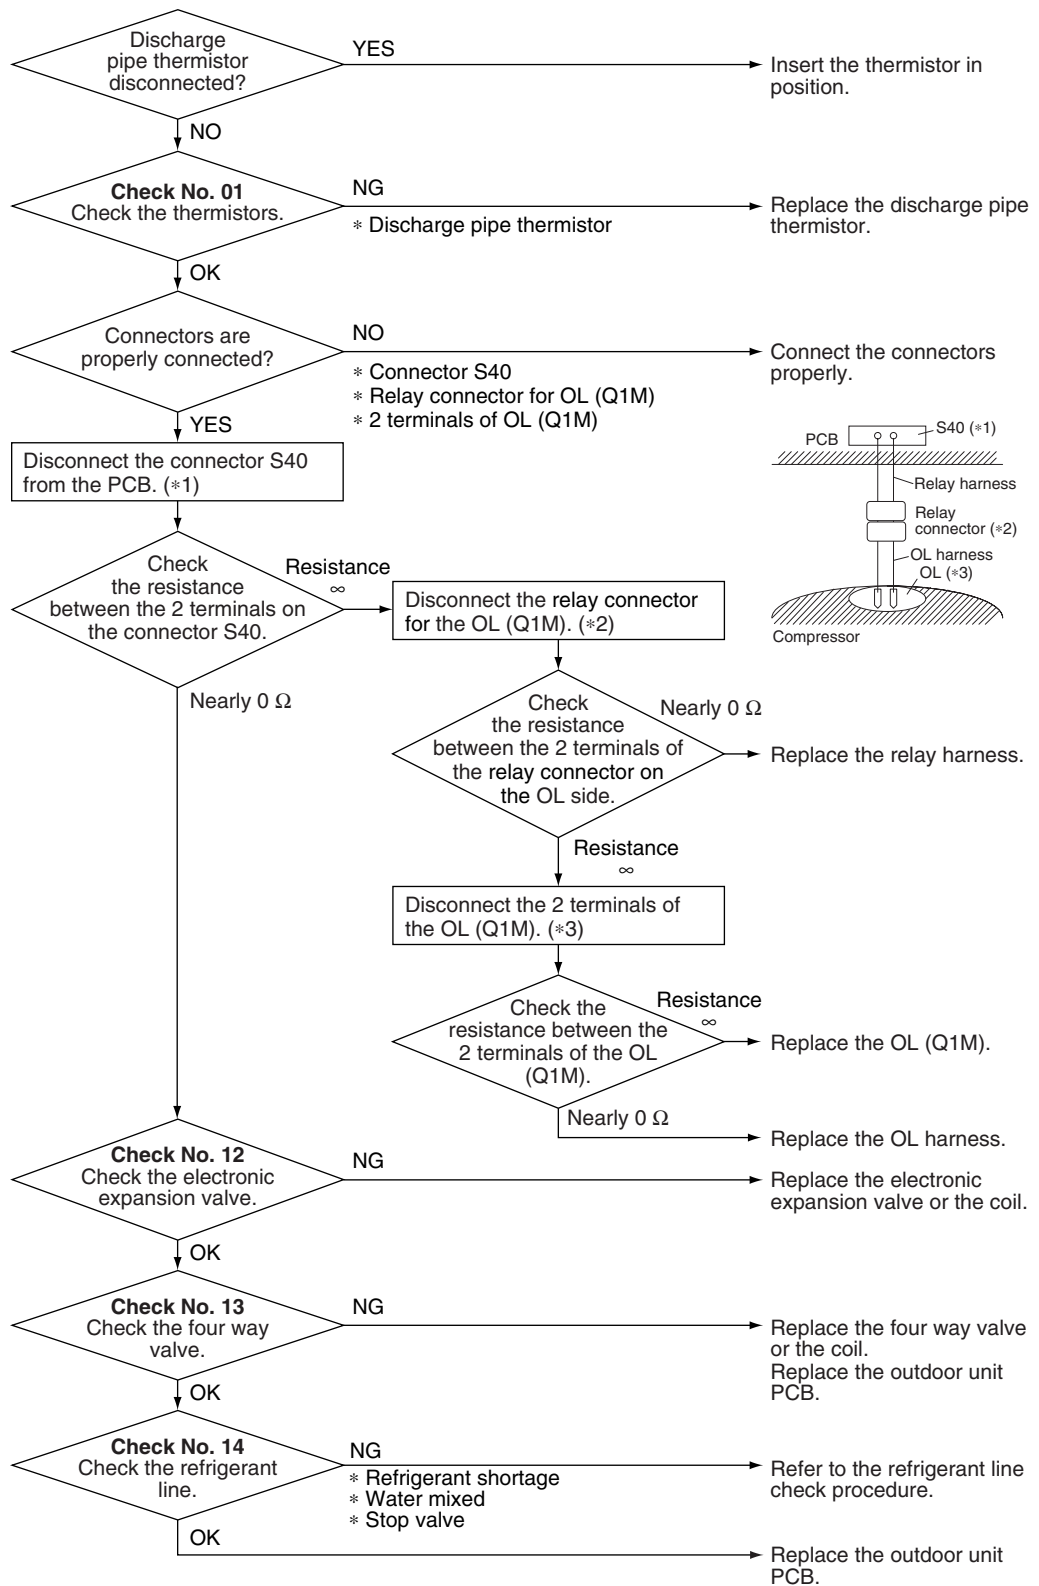 Discharge
pipe thermistor
disconnected?
YES
Insert the thermistor in
position.
NO
Check No. 01
Check the thermistors.
NG
∗ Discharge pipe thermistor
Replace the discharge pipe
thermistor.
OK
Connectors are
properly connected?
NO
∗ Connector S40
∗ Relay connector for OL (Q1M)
∗ 2 terminals of OL (Q1M)
Connect the connectors
properly.
YES
Disconnect the connector S40
from the PCB. (∗1)
PCB
S40 (∗1)
Relay harness
Relay
connector (∗2)
OL harness
OL (∗3)
Compressor
Check
the resistance
between the 2 terminals on
the connector S40.
Resistance
∞
Disconnect the relay connector
for the OL (Q1M). (∗2)
Nearly 0 Ω
Check
the resistance
between the 2 terminals of
the relay connector on
the OL side.
Nearly 0 Ω
Replace the relay harness.
Resistance
∞
Disconnect the 2 terminals of
the OL (Q1M). (∗3)
Check the
resistance between the
2 terminals of the OL
(Q1M).
Resistance
∞
Replace the OL (Q1M).
Nearly 0 Ω
Replace the OL harness.
Check No. 12
Check the electronic
expansion valve.
NG
Replace the electronic
expansion valve or the coil.
OK
Check No. 13
Check the four way
valve.
NG
Replace the four way valve
or the coil.
Replace the outdoor unit
PCB.
OK
Check No. 14
Check the refrigerant
line.
NG
∗ Refrigerant shortage
∗ Water mixed
∗ Stop valve
Refer to the refrigerant line
check procedure.
OK
Replace the outdoor unit
PCB.